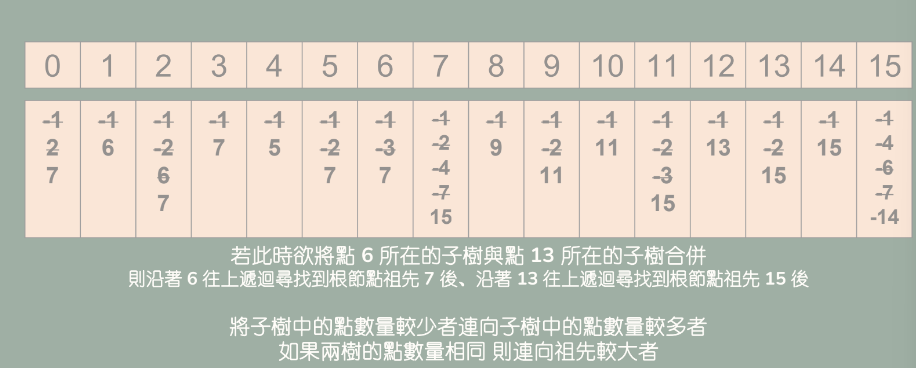 0 1 2 3 4 5 6 7 8 9 10 11 12 13 14 15
-1 -1 -1 -1 -1 -1 -1 -1 -1 -1 -1 -1 -1 -1 -1 -1
2 6 -2 7 5 -2 -3 -2 9 -2 11 -2 13 -2 15 -4
7 6 7 7 -4 11 -3 15 -6
7 -7 15 -7
15 -14
若此時欲將點 6 所在的子樹與點 13 所在的子樹合併
則沿著 6 往上遞迴尋找到根節點祖先 7 後、沿著 13 往上遞迴尋找到根節點祖先 15 後
將子樹中的點數量較少者連向子樹中的點數量較多者
如果兩樹的點數量相同 則連向祖先較大者